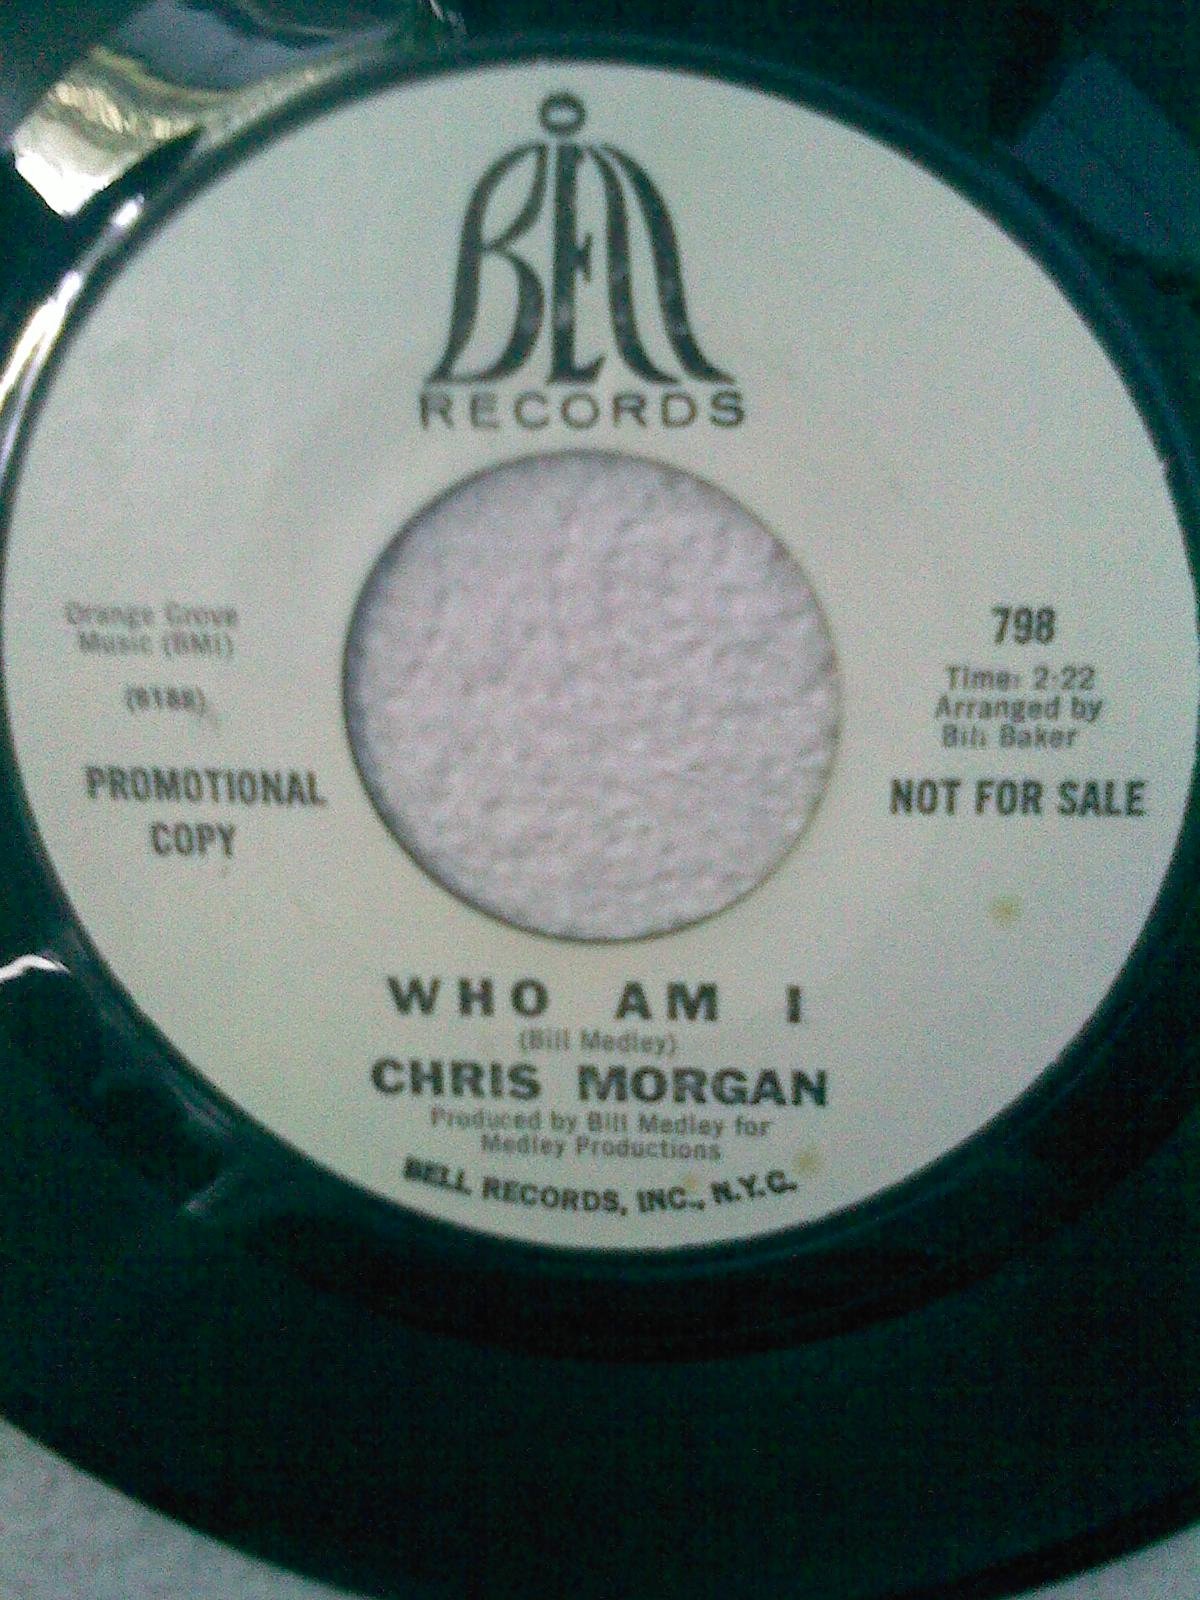 BELL
RECORDS
Orange Grove
Music (BMI)
PROMOTIONAL
COPY
798
Time: 2:22
Arranged by
Bill Baker
NOT FOR SALE
WHO AM I
(Bill Medley)
CHRIS MORGAN
Produced by Bill Medley for
Medley Productions
BELL RECORDS, INC., N.Y.C.